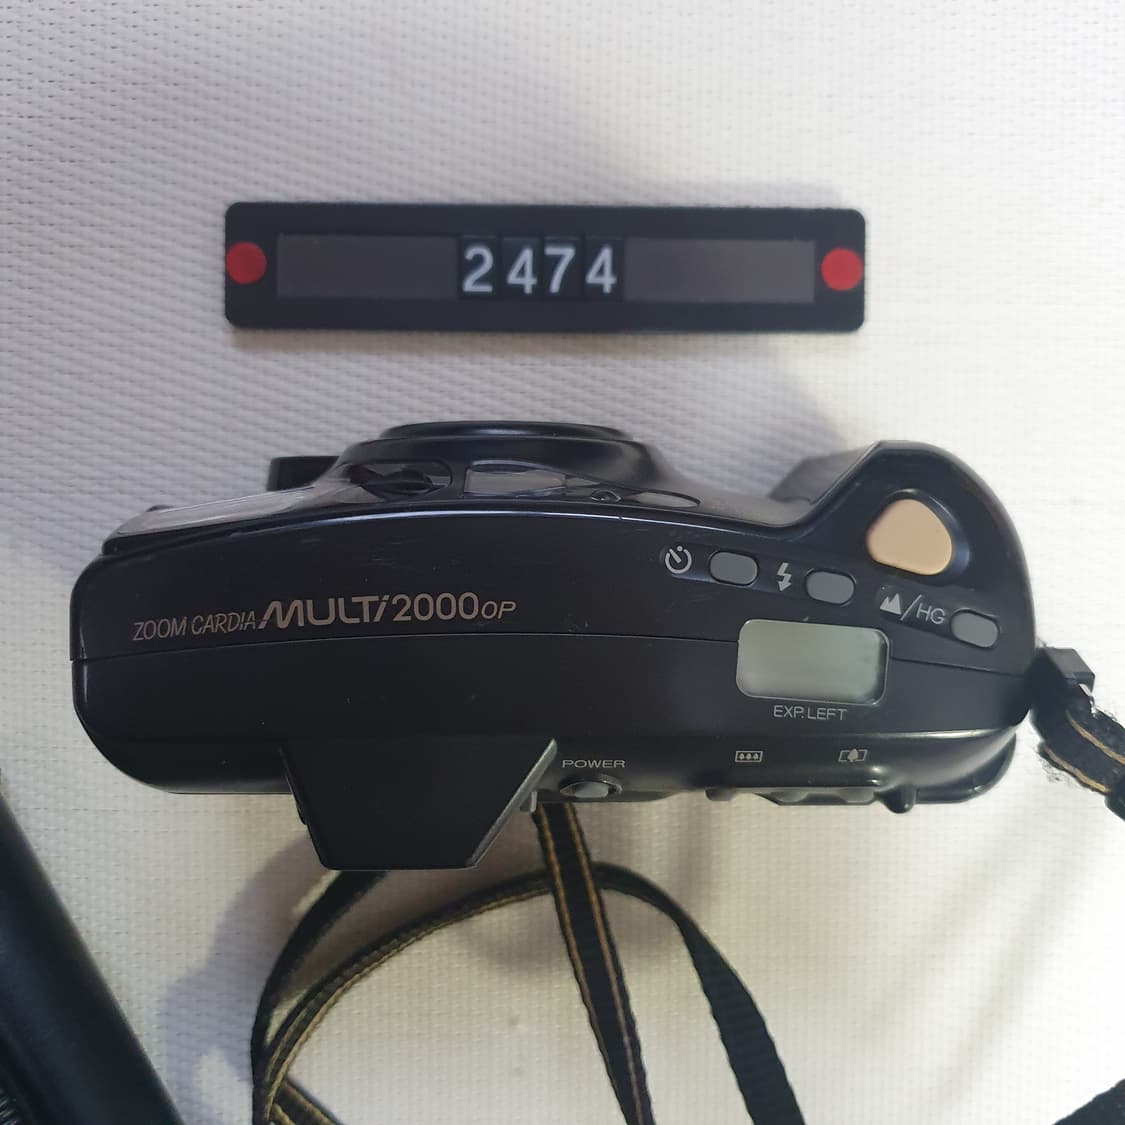 2474
ZOOM CARDIA MULTi 2000 OP
/HG
EXP. LEFT
POWER